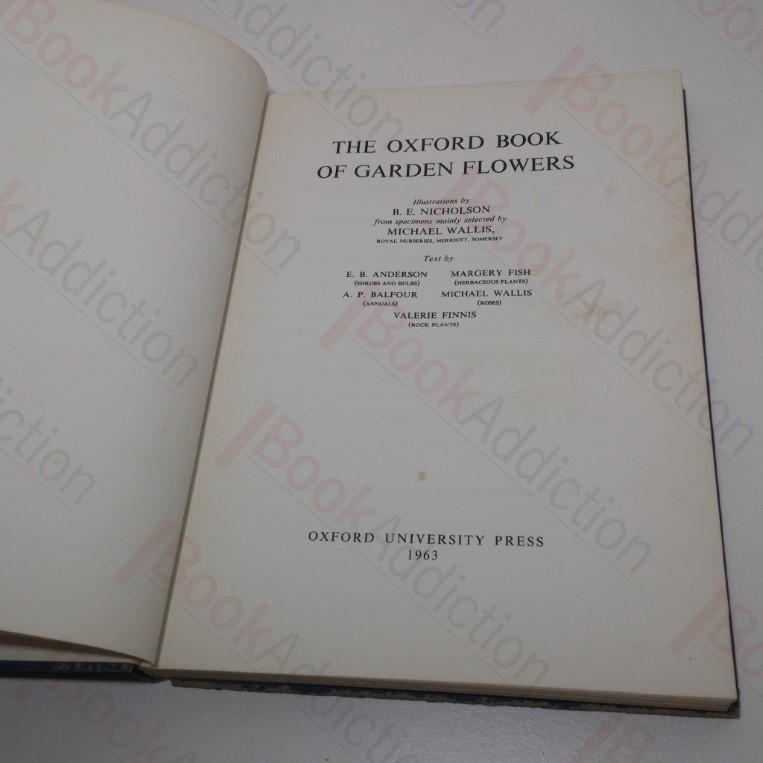 THE OXFORD BOOK
OF GARDEN FLOWERS
Illustrations by
B. E. NICHOLSON
from specimens mainly selected by
MICHAEL WALLIS,
ROYAL NURSERIES, MERRIOTT, SOMERSET
Text by
E. B. ANDERSON MARGERY FISH
(SHRUBS AND BULBS) (HERBACEOUS PLANTS)
A. P. BALFOUR MICHAEL WALLIS
(ANNUALS) (ROSES)
VALERIE FINNIS
(ROCK PLANTS)
OXFORD UNIVERSITY PRESS
1963
BookAddiction